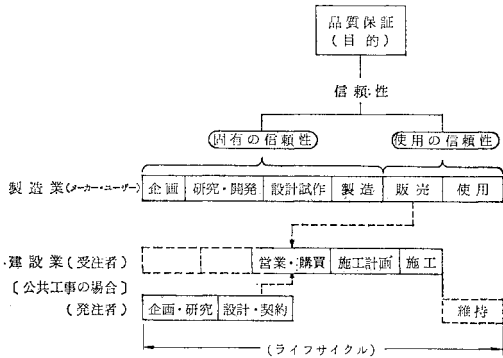 品質保証
(目的)
信頼性
固有の信頼性 使用の信頼性
製造業(メーカー・ユーザー) 企画 研究・開発 設計試作 製造 販売 使用
建設業(受注者) 営業・購買 施工計画 施工
〔公共工事の場合〕
(発注者) 企画・研究 設計・契約 維持
(ライフサイクル)